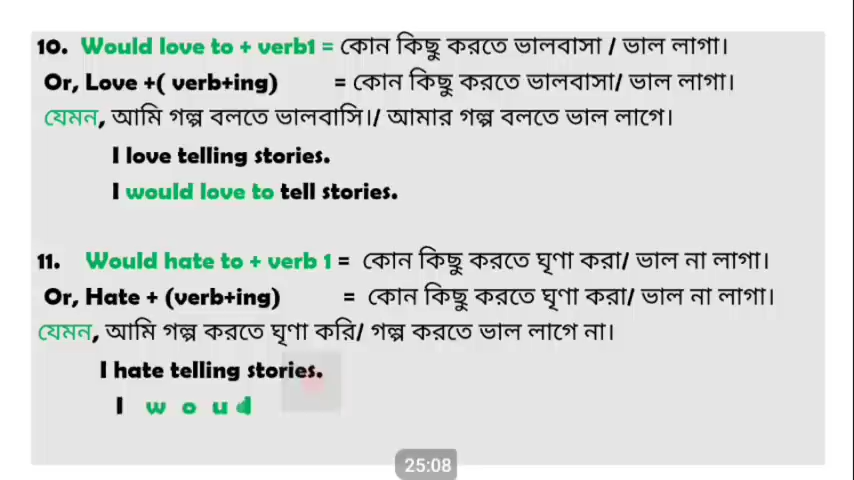 10. Would love to + verb1 = কোন কিছু করতে ভালবাসা / ভাল লাগা।
Or, Love +( verb+ing) = কোন কিছু করতে ভালবাসা/ ভাল লাগা।
যেমন, আমি গল্প বলতে ভালবাসি।/ আমার গল্প বলতে ভাল লাগে।
I love telling stories.
I would love to tell stories.
11. Would hate to + verb 1 = কোন কিছু করতে ঘৃণা করা/ ভাল না লাগা।
Or, Hate + (verb+ing) = কোন কিছু করতে ঘৃণা করা/ ভাল না লাগা।
যেমন, আমি গল্প করতে ঘৃণা করি/ গল্প করতে ভাল লাগে না।
I hate telling stories.
I w o u d
25:08